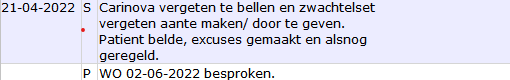 21-04-2022 S Carinova vergeten te bellen en zwachtelset
vergeten aante maken/ door te geven.
Patient belde, excuses gemaakt en alsnog
geregeld.
P WO 02-06-2022 besproken.